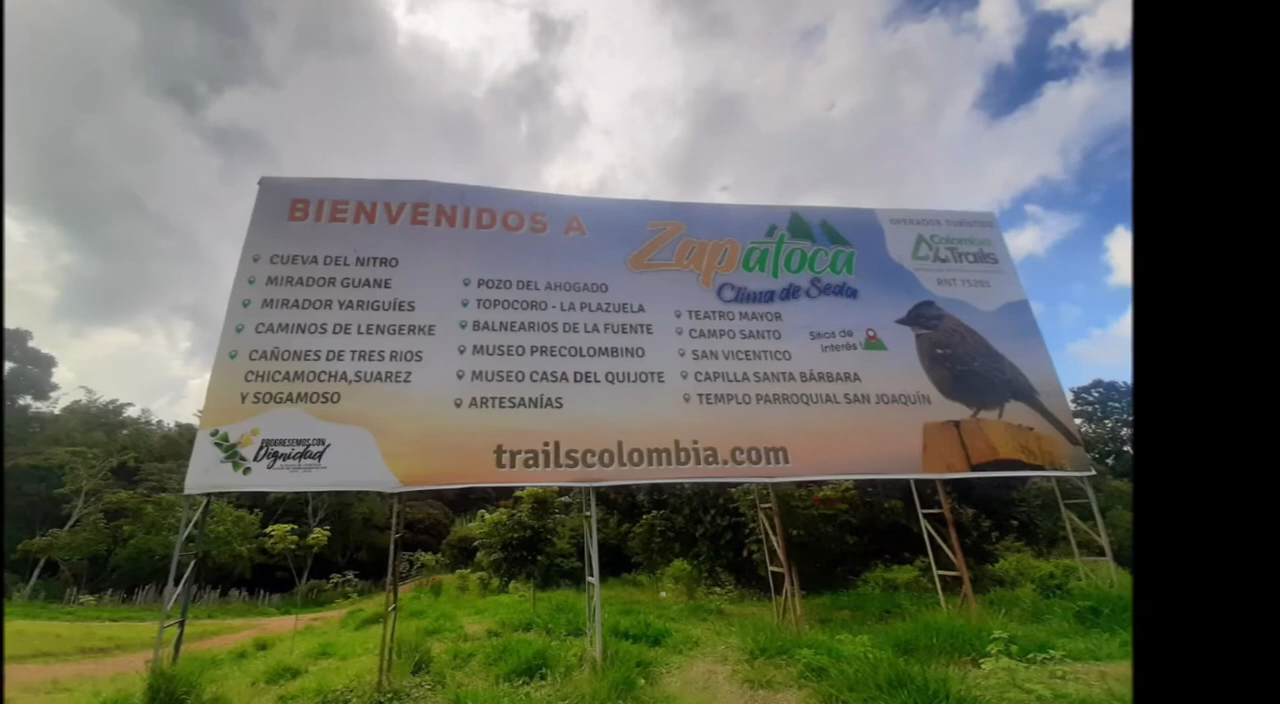 BIENVENIDOS A
Zapatoca
Clima de Seda
OPERADOR TURÍSTICO
Colombia
Trails
RNT 75201
CUEVA DEL NITRO
MIRADOR GUANE
MIRADOR YARIGUÍES
CAMINOS DE LENGERKE
CAÑONES DE TRES RIOS
CHICAMOCHA,SUAREZ
Y SOGAMOSO
POZO DEL AHOGADO
TOPOCORO - LA PLAZUELA
BALNEARIOS DE LA FUENTE
MUSEO PRECOLOMBINO
MUSEO CASA DEL QUIJOTE
ARTESANÍAS
TEATRO MAYOR
CAMPO SANTO
SAN VICENTICO
CAPILLA SANTA BÁRBARA
TEMPLO PARROQUIAL SAN JOAQUÍN
Sitios de
Interés
PROGRESEMOS CON
Dignidad
trailscolombia.com